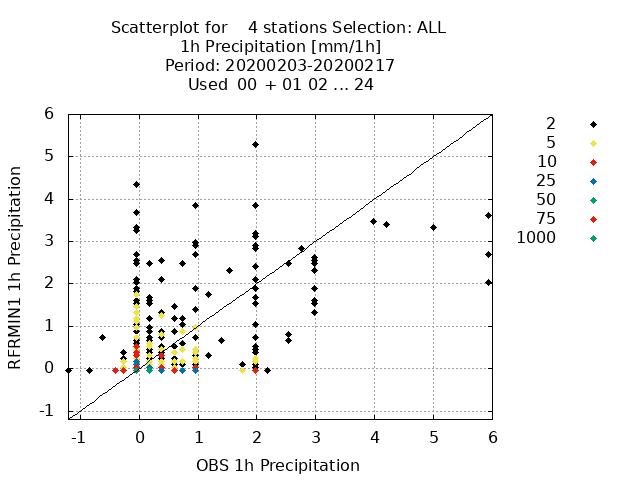 Scatterplot for 4 stations Selection: ALL
1h Precipitation [mm/1h]
Period: 20200203-20200217
Used 00 + 01 02 ... 24
RFRMIN1 1h Precipitation
6
5
4
3
2
1
0
-1
-1 0 1 2 3 4 5 6
OBS 1h Precipitation
2
5
10
25
50
75
1000